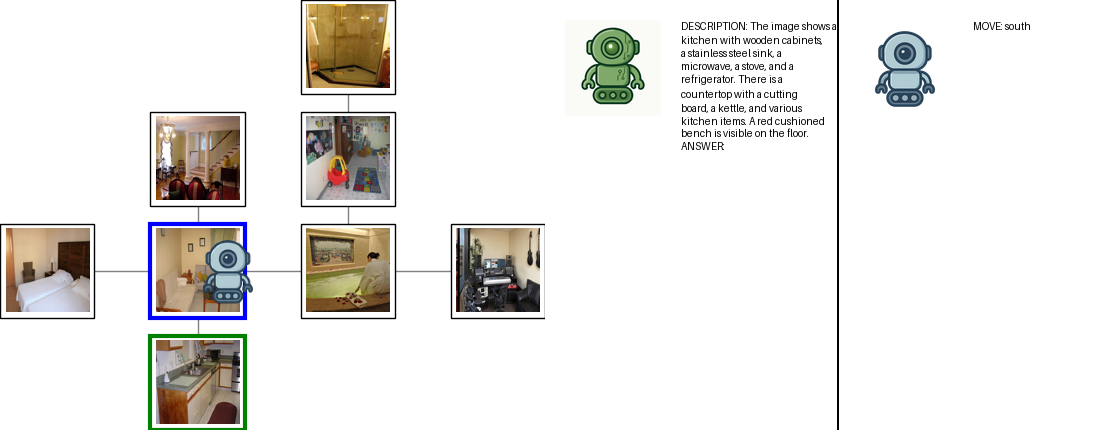 DESCRIPTION: The image shows a
kitchen with wooden cabinets,
a stainless steel sink, a
microwave, a stove, and a
refrigerator. There is a
countertop with a cutting
board, a kettle, and various
kitchen items. A red cushioned
bench is visible on the floor.
ANSWER:
MOVE: south